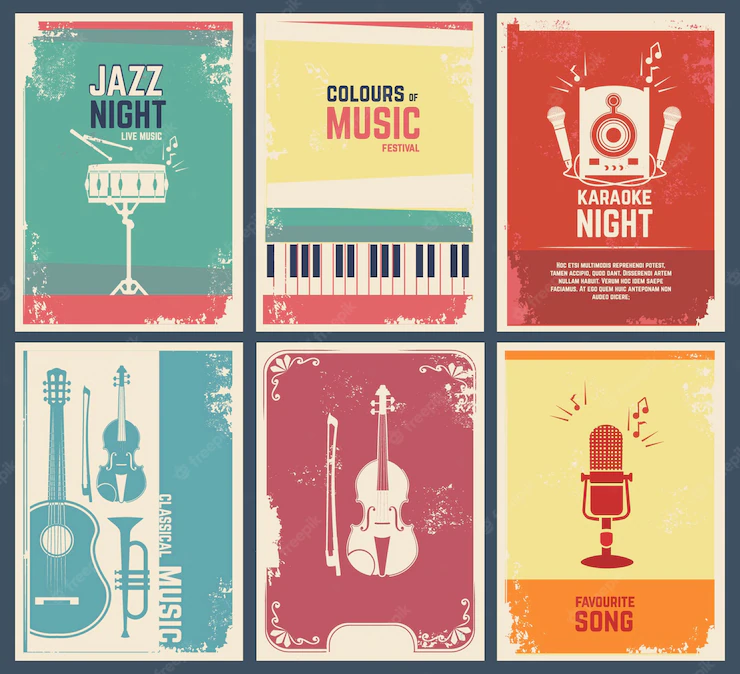 JAZZ
NIGHT
LIVE MUSIC
COLOURS OF
MUSIC
FESTIVAL
KARAOKE
NIGHT
Hoc etsi multimodis reprehendi potest,
tamen accipio, quod dant. Disserendi artem
nullam habuit. Verum hoc idem saepe
faciamus. At ego quem huic anteponam non
audeo dicere;
CLASSICAL MUSIC
FAVOURITE
SONG
freepik